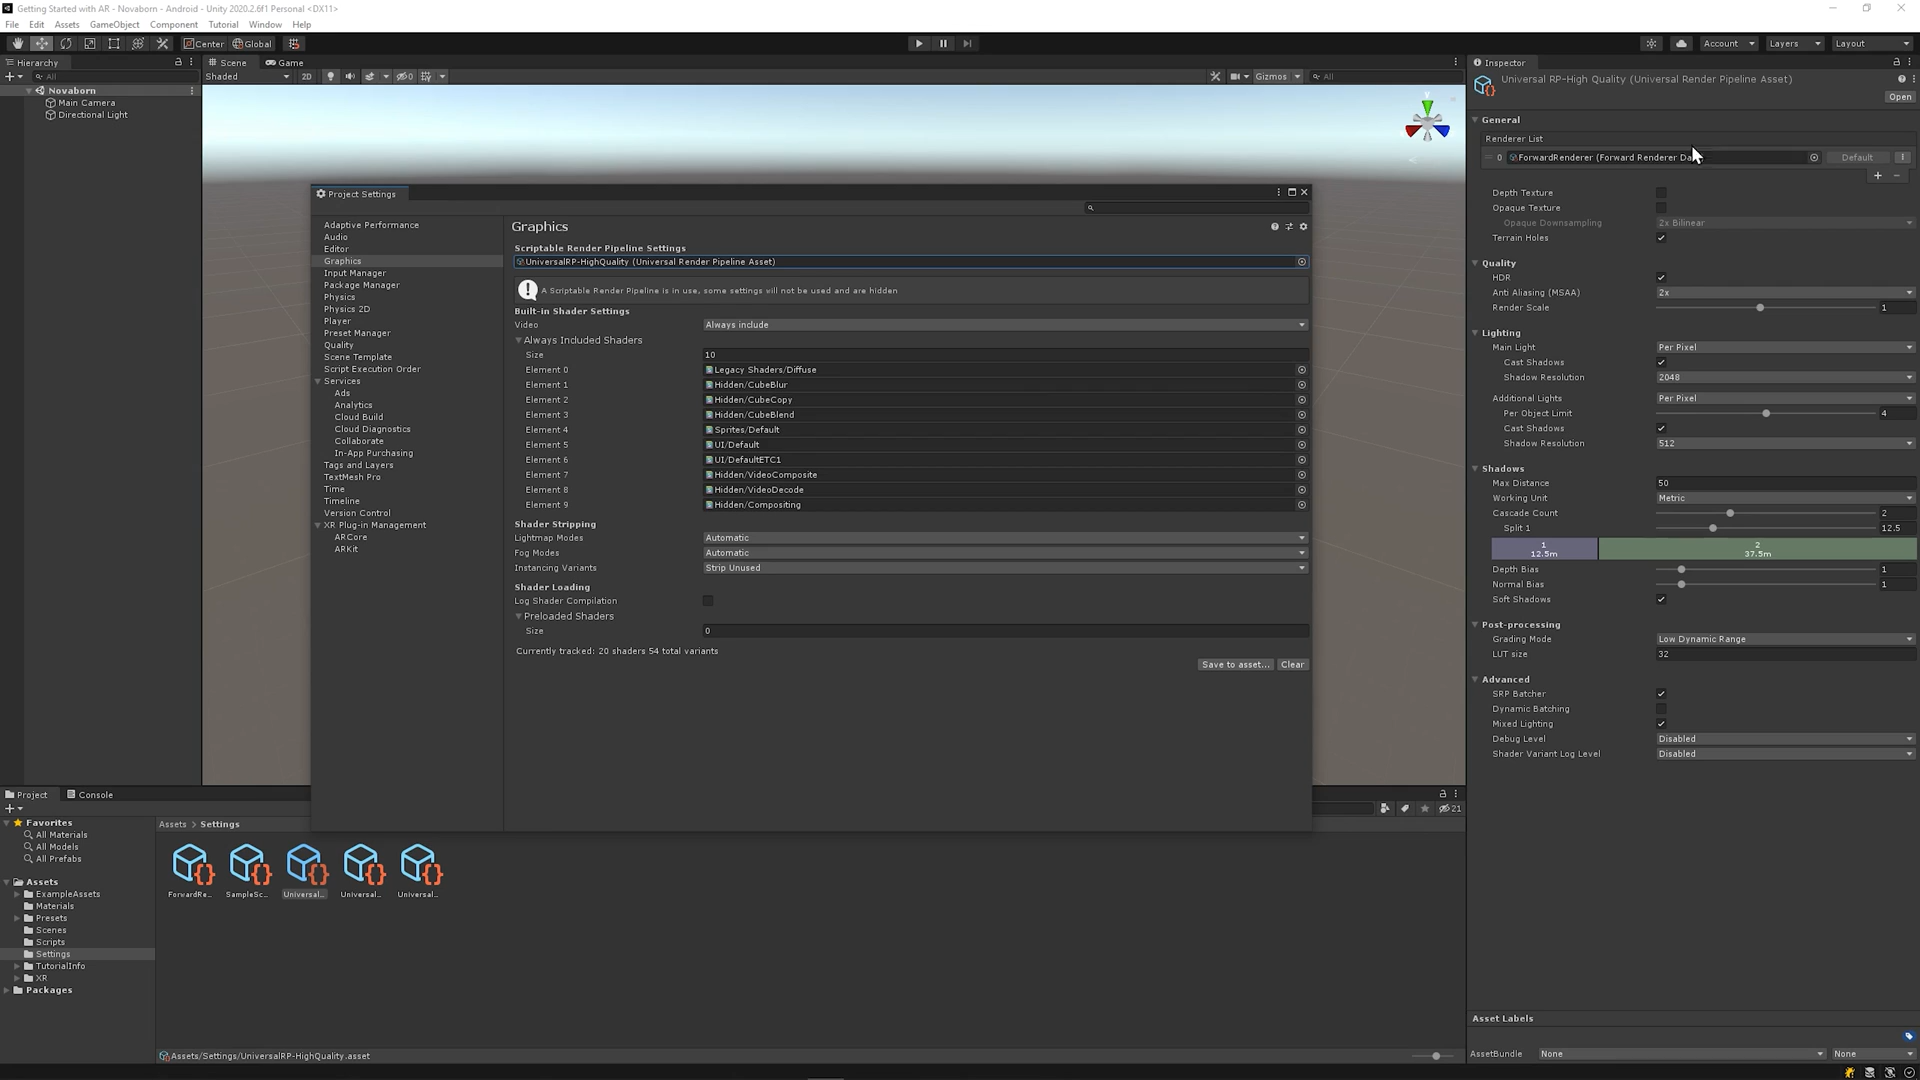 Getting Started with AR - Novaborn - Android - Unity 2020.2.6f1 Personal <DX11>
File Edit Assets GameObject Component Tutorial Window Help
Center Global Account Layers Layout
Hierarchy
All
Novaborn
Main Camera
Directional Light
Scene Game
Shaded 2D 0 Gizmos All
Project Settings
Adaptive Performance
Audio
Editor
Graphics
Input Manager
Package Manager
Physics
Physics 2D
Player
Preset Manager
Quality
Scene Template
Script Execution Order
Services
Ads
Analytics
Cloud Build
Cloud Diagnostics
Collaborate
In-App Purchasing
Tags and Layers
TextMesh Pro
Time
Timeline
Version Control
XR Plug-in Management
ARCore
ARKit
Graphics
Scriptable Render Pipeline Settings
UniversalRP-HighQuality (Universal Render Pipeline Asset)
A Scriptable Render Pipeline is in use, some settings will not be used and are hidden
Built-in Shader Settings
Video Always include
Always Included Shaders
Size 10
Element 0 Legacy Shaders/Diffuse
Element 1 Hidden/CubeBlur
Element 2 Hidden/CubeCopy
Element 3 Hidden/CubeBlend
Element 4 Sprites/Default
Element 5 UI/Default
Element 6 UI/DefaultETC1
Element 7 Hidden/VideoComposite
Element 8 Hidden/VideoDecode
Element 9 Hidden/Compositing
Shader Stripping
Lightmap Modes Automatic
Fog Modes Automatic
Instancing Variants Strip Unused
Shader Loading
Log Shader Compilation
Preloaded Shaders
Size 0
Currently tracked: 20 shaders 54 total variants
Save to asset... Clear
Inspector
Universal RP-High Quality (Universal Render Pipeline Asset)
Open
General
Renderer List
0 ForwardRenderer (Forward Renderer Da Default
Depth Texture
Opaque Texture
Opaque Downsampling 2x Bilinear
Terrain Holes
Quality
HDR
Anti Aliasing (MSAA) 2x
Render Scale 1
Lighting
Main Light Per Pixel
Cast Shadows
Shadow Resolution 2048
Additional Lights Per Pixel
Per Object Limit 4
Cast Shadows
Shadow Resolution 512
Shadows
Max Distance 50
Working Unit Metric
Cascade Count 2
Split 1 12.5
1 2
12.5m 37.5m
Depth Bias 1
Normal Bias 1
Soft Shadows
Post-processing
Grading Mode Low Dynamic Range
LUT size 32
Advanced
SRP Batcher
Dynamic Batching
Mixed Lighting
Debug Level Disabled
Shader Variant Log Level Disabled
Asset Labels
AssetBundle None None
Project Console
21
Favorites
All Materials
All Models
All Prefabs
Assets
ExampleAssets
Materials
Presets
Scenes
Scripts
Settings
TutorialInfo
XR
Packages
Assets > Settings
ForwardRe... SampleSc... Universal... Universal... Universal...
Assets/Settings/UniversalRP-HighQuality.asset